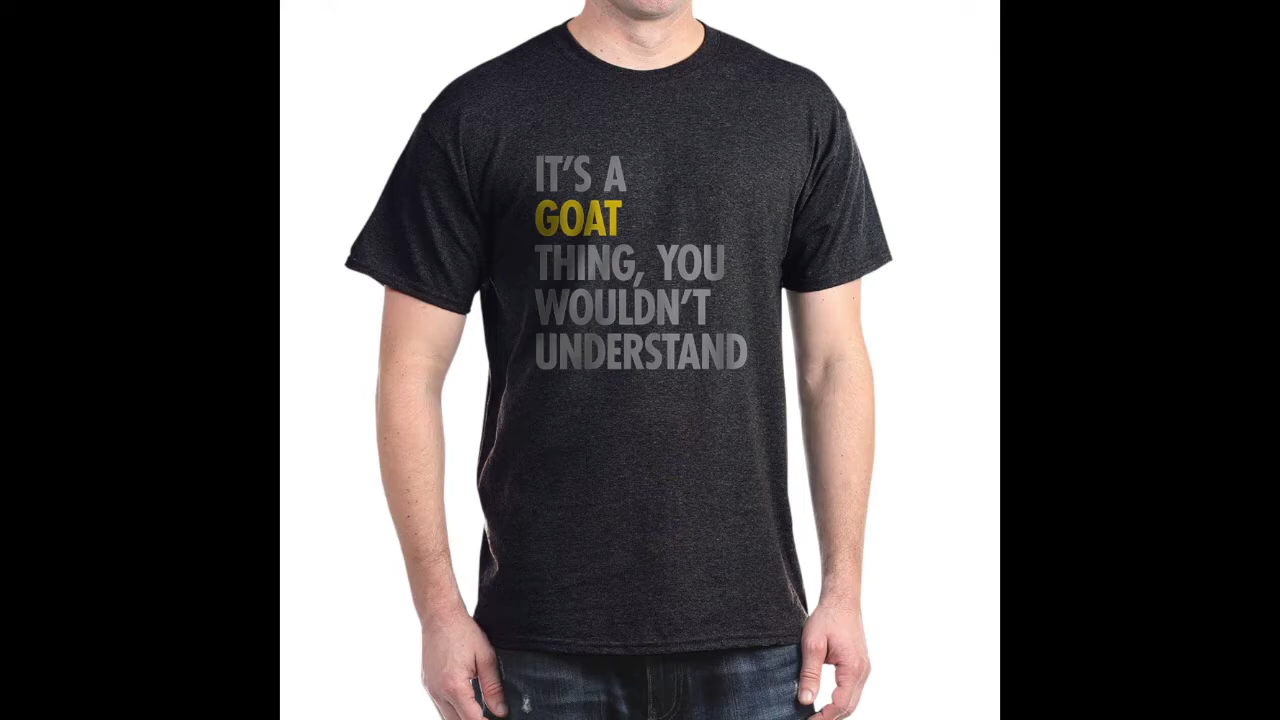 IT'S A
GOAT
THING, YOU
WOULDN'T
UNDERSTAND